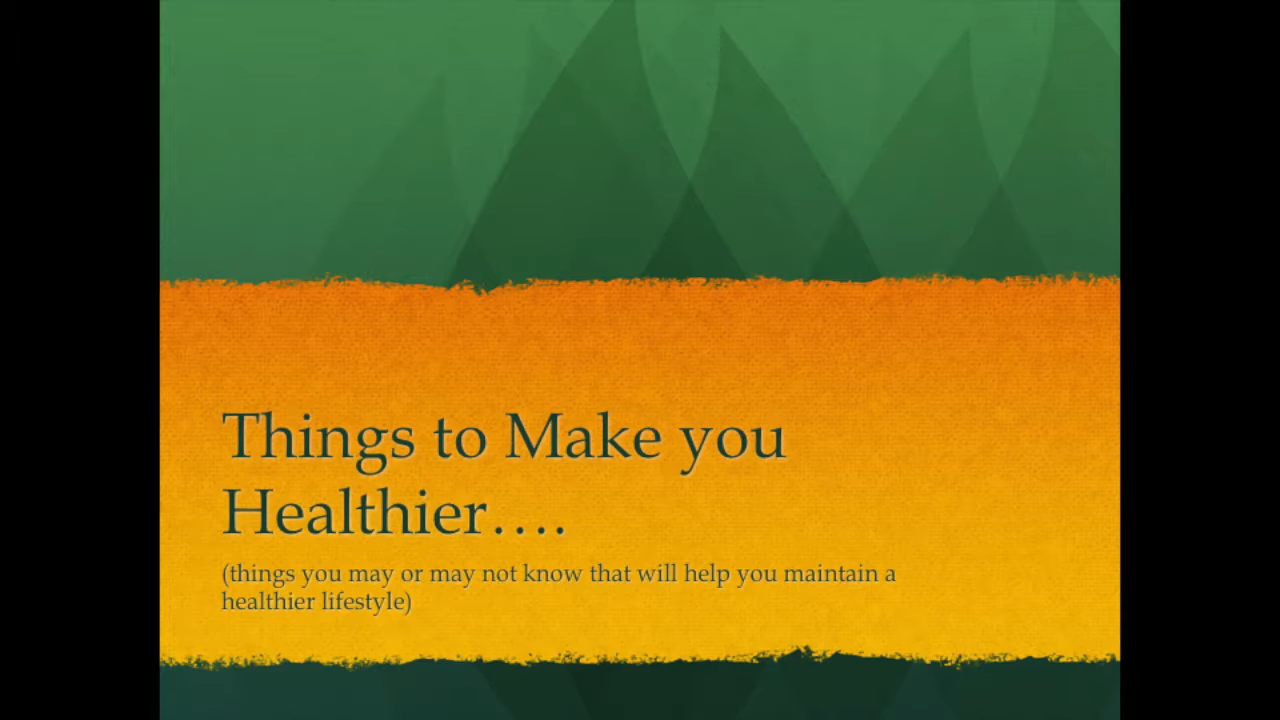 Things to Make you
Healthier….
(things you may or may not know that will help you maintain a
healthier lifestyle)